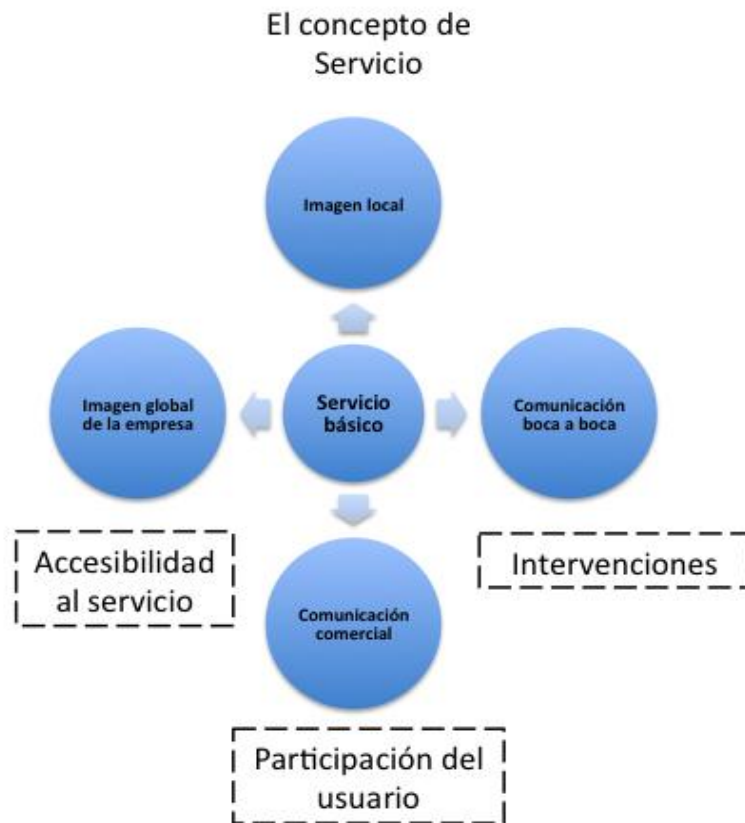 El concepto de
Servicio
Imagen local
Imagen global
de la empresa
Servicio
básico
Comunicación
boca a boca
Accesibilidad
al servicio
Intervenciones
Comunicación
comercial
Participación del
usuario